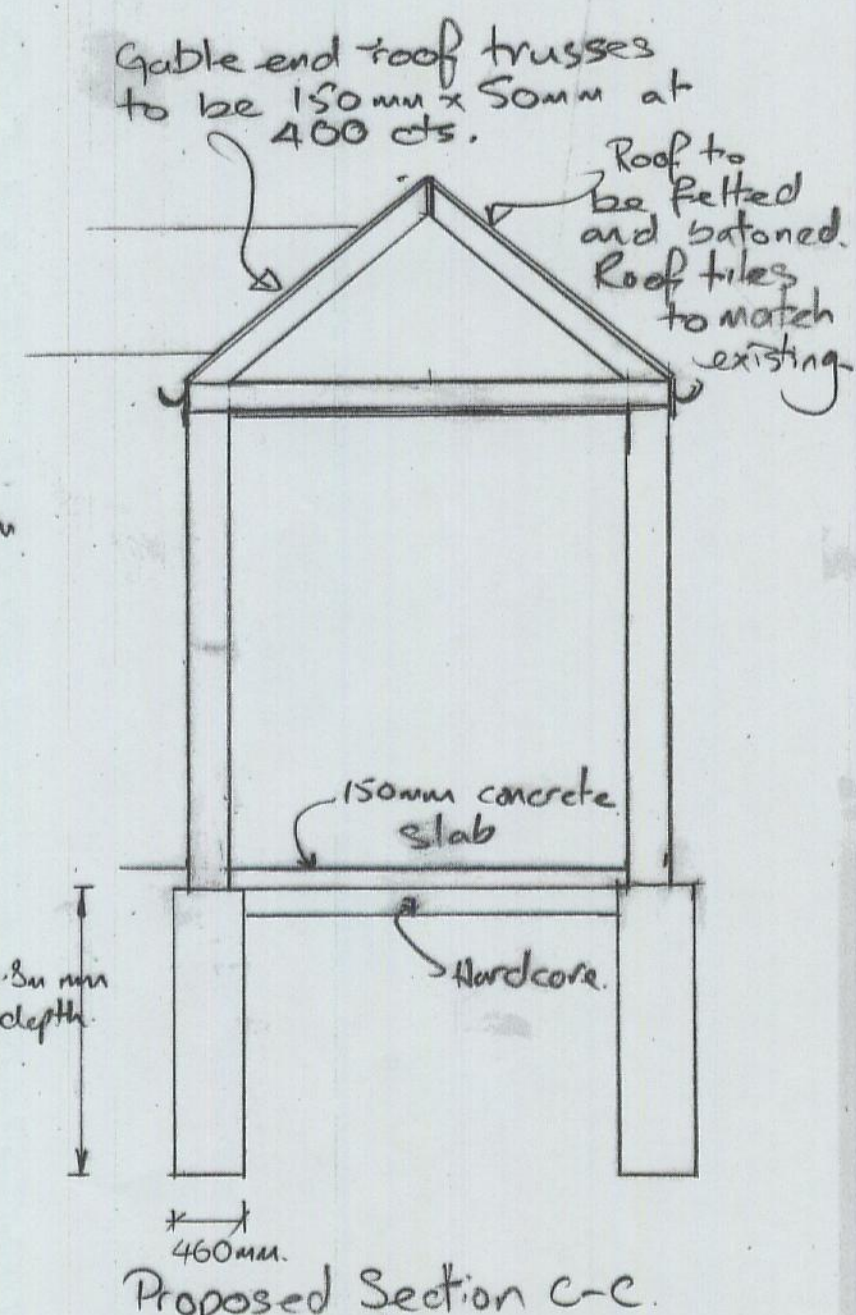 Gable end roof trusses
to be 150mm x 50mm at
400 cts.
Roof to
be felted
and batoned.
Roof tiles
to match
existing
150mm concrete
slab
Hardcore.
depth.
460mm.
Proposed Section C-C.